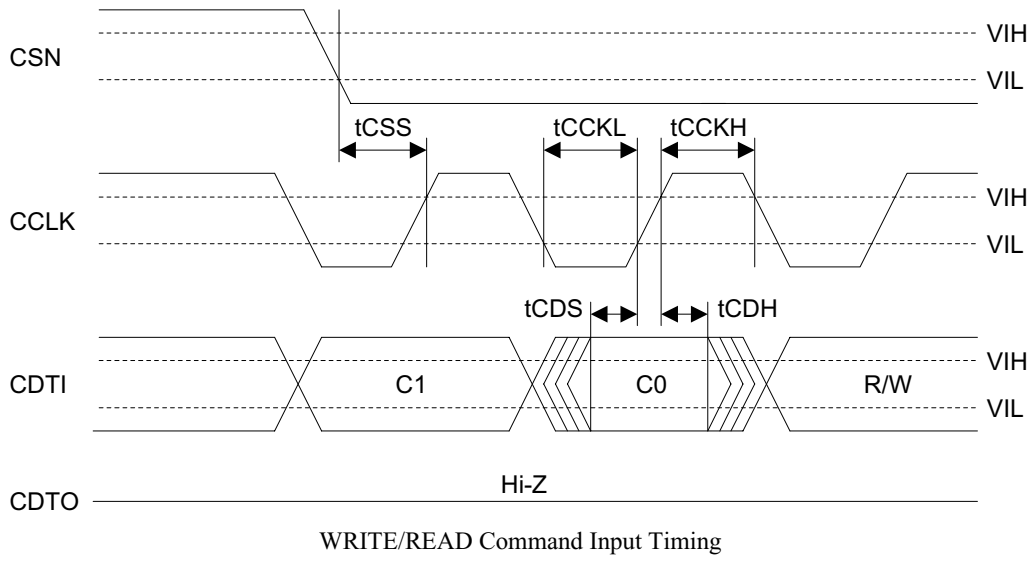 VIH
CSN
VIL
tCSS
tCCKL
tCCKH
VIH
CCLK
VIL
tCDS
tCDH
VIH
CDTI
C1
C0
R/W
VIL
Hi-Z
CDTO
WRITE/READ Command Input Timing